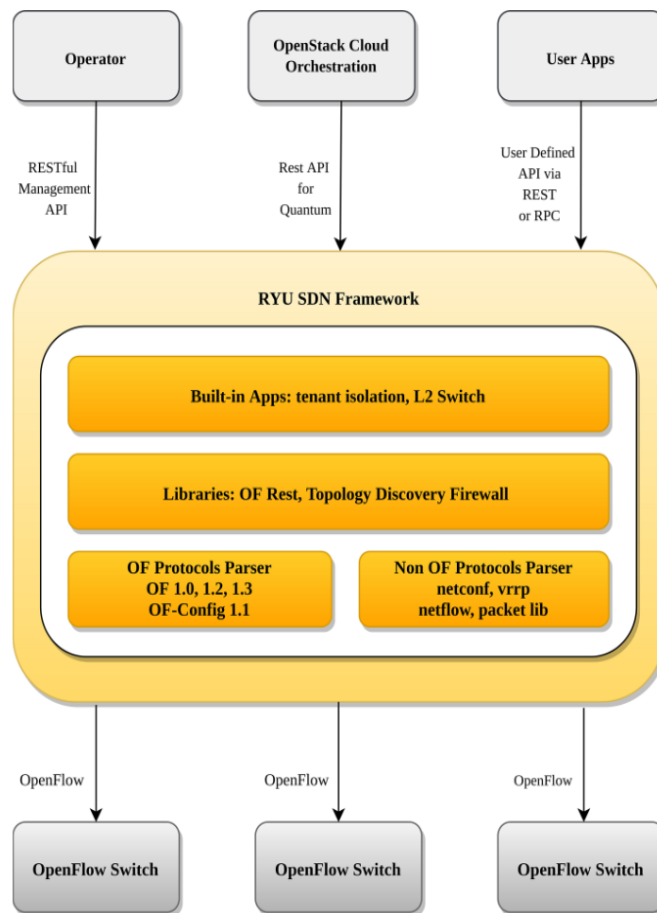 Operator
OpenStack Cloud
Orchestration
User Apps
RESTful
Management
API
Rest API
for
Quantum
User Defined
API via
REST
or RPC
RYU SDN Framework
Built-in Apps: tenant isolation, L2 Switch
Libraries: OF Rest, Topology Discovery Firewall
OF Protocols Parser
OF 1.0, 1.2, 1.3
OF-Config 1.1
Non OF Protocols Parser
netconf, vrrp
netflow, packet lib
OpenFlow
OpenFlow
OpenFlow
OpenFlow Switch
OpenFlow Switch
OpenFlow Switch